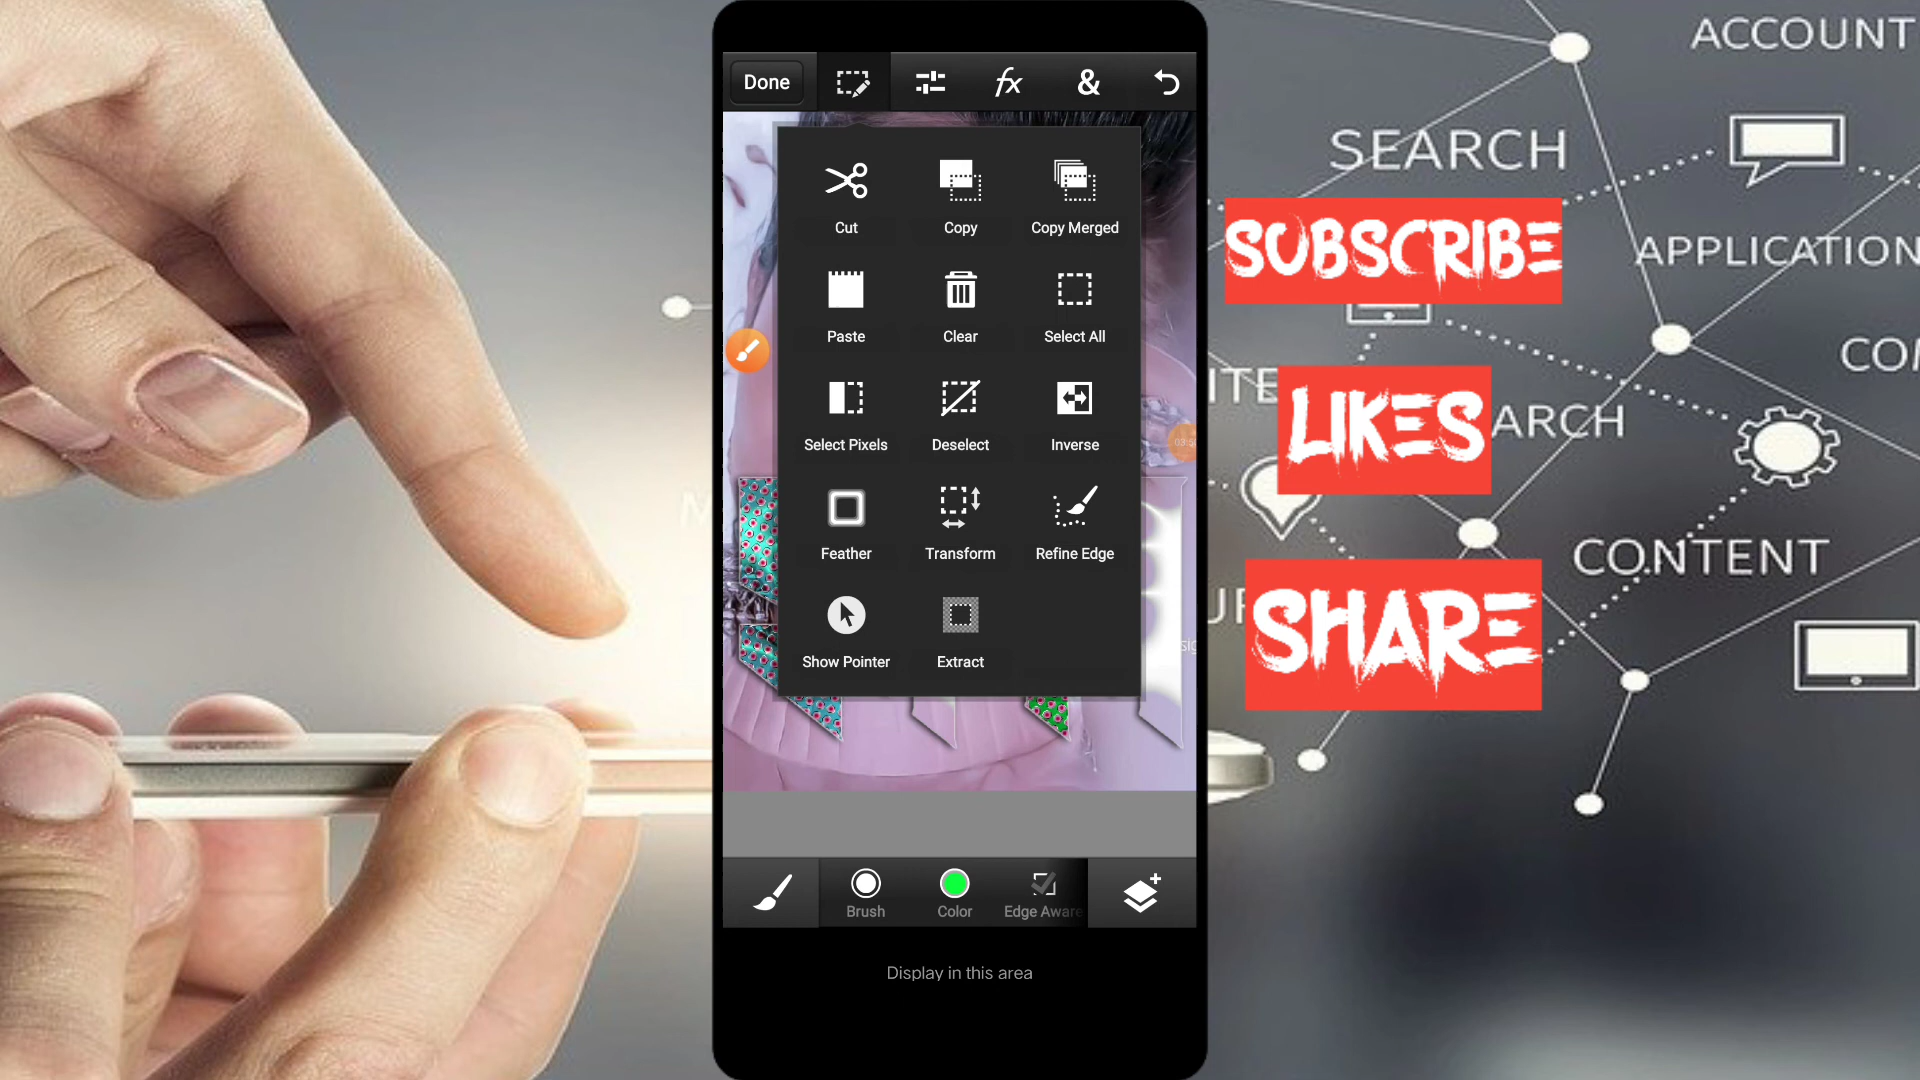 Done
fx
&
Cut
Copy
Copy Merged
Paste
Clear
Select All
Select Pixels
Deselect
Inverse
Feather
Transform
Refine Edge
Show Pointer
Extract
Brush
Color
Edge Aware
Display in this area
ACCOUNT
SEARCH
SUBSCRIBE
APPLICATION
LIKES
ARCH
CONTENT
SHARE